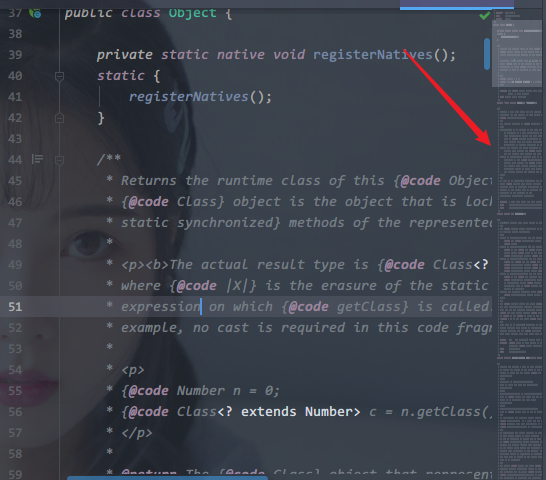 37 public class Object {
38
39 private static native void registerNatives();
40 static {
41 registerNatives();
42 }
43
44 /**
45 * Returns the runtime class of this {@code Object
46 * {@code Class} object is the object that is loc
47 * static synchronized} methods of the represented
48 *
49 * <p><b>The actual result type is {@code Class<?
50 * where {@code |X|} is the erasure of the static
51 * expression on which {@code getClass} is called
52 * example, no cast is required in this code frag
53 *
54 * <p>
55 * {@code Number n = 0;
56 * {@code Class<? extends Number> c = n.getClass(
57 * </p>
58 *
59 * @return The {@code Class} object that represent